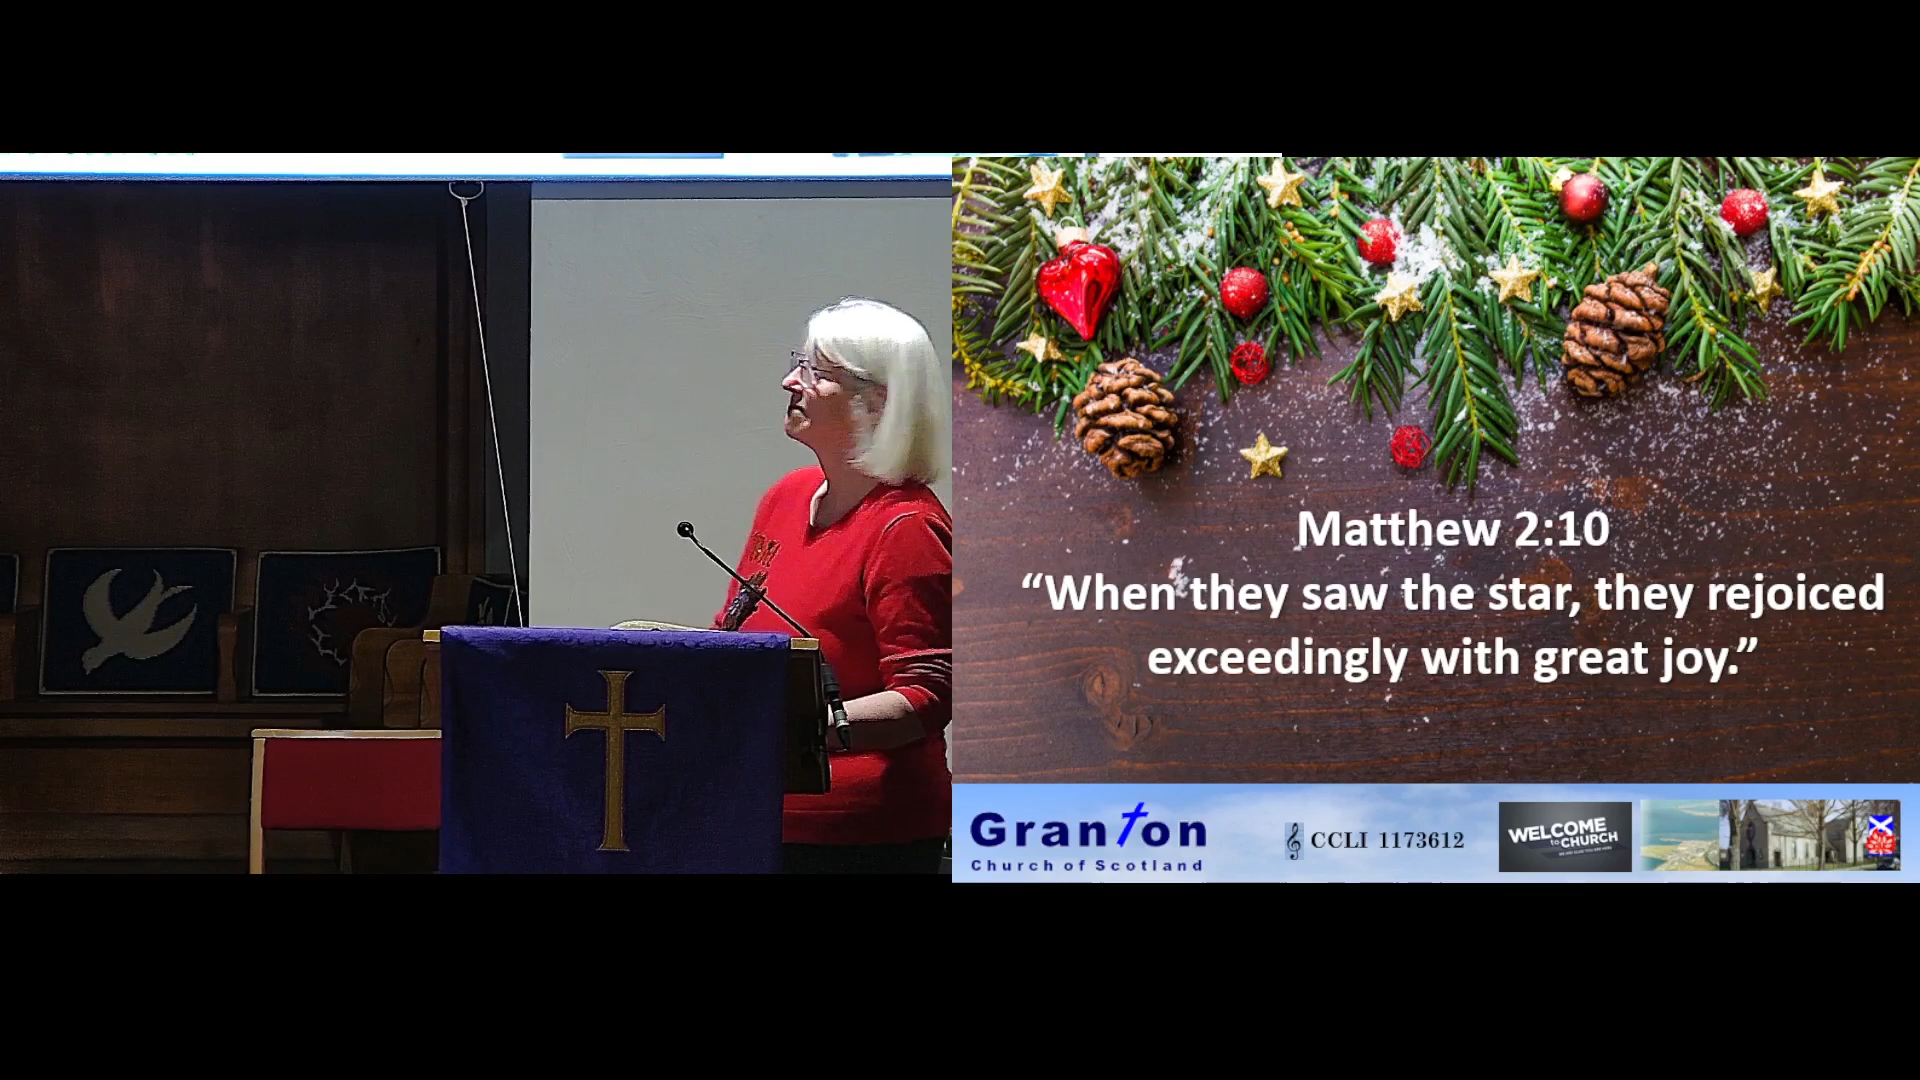 Matthew 2:10
“When they saw the star, they rejoiced
exceedingly with great joy.”
Granton
Church of Scotland
CCLI 1173612
WELCOME
to CHURCH